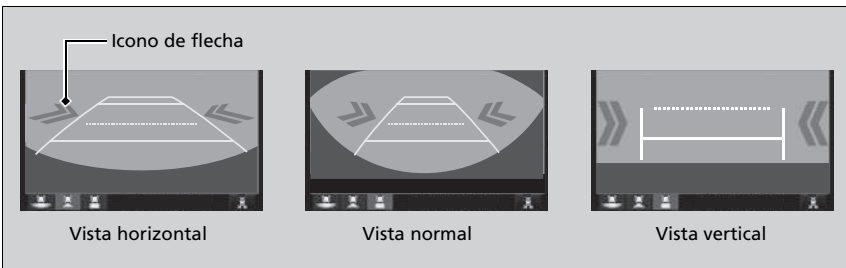 Icono de flecha
Vista horizontal
Vista normal
Vista vertical